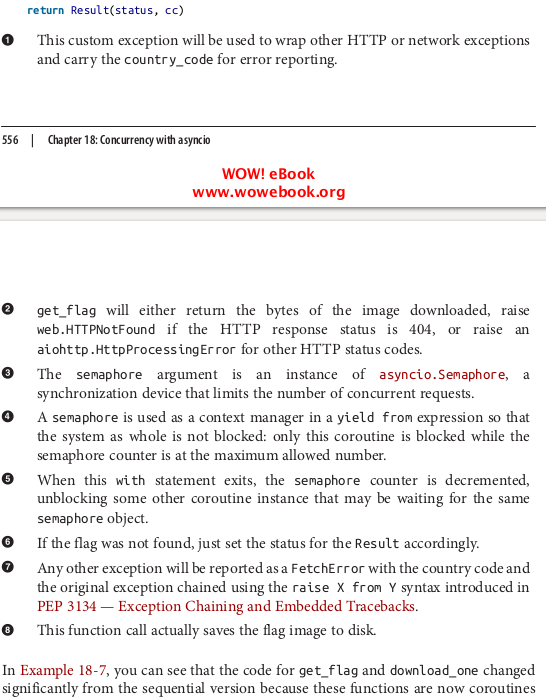 return Result(status, cc)
❶ This custom exception will be used to wrap other HTTP or network exceptions
and carry the country_code for error reporting.
556 | Chapter 18: Concurrency with asyncio
WOW! eBook
www.wowebook.org
❷ get_flag will either return the bytes of the image downloaded, raise
web.HTTPNotFound if the HTTP response status is 404, or raise an
aiohttp.HttpProcessingError for other HTTP status codes.
❸ The semaphore argument is an instance of asyncio.Semaphore, a
synchronization device that limits the number of concurrent requests.
❹ A semaphore is used as a context manager in a yield from expression so that
the system as whole is not blocked: only this coroutine is blocked while the
semaphore counter is at the maximum allowed number.
❺ When this with statement exits, the semaphore counter is decremented,
unblocking some other coroutine instance that may be waiting for the same
semaphore object.
❻ If the flag was not found, just set the status for the Result accordingly.
❼ Any other exception will be reported as a FetchError with the country code and
the original exception chained using the raise X from Y syntax introduced in
PEP 3134 — Exception Chaining and Embedded Tracebacks.
❽ This function call actually saves the flag image to disk.
In Example 18-7, you can see that the code for get_flag and download_one changed
significantly from the sequential version because these functions are now coroutines